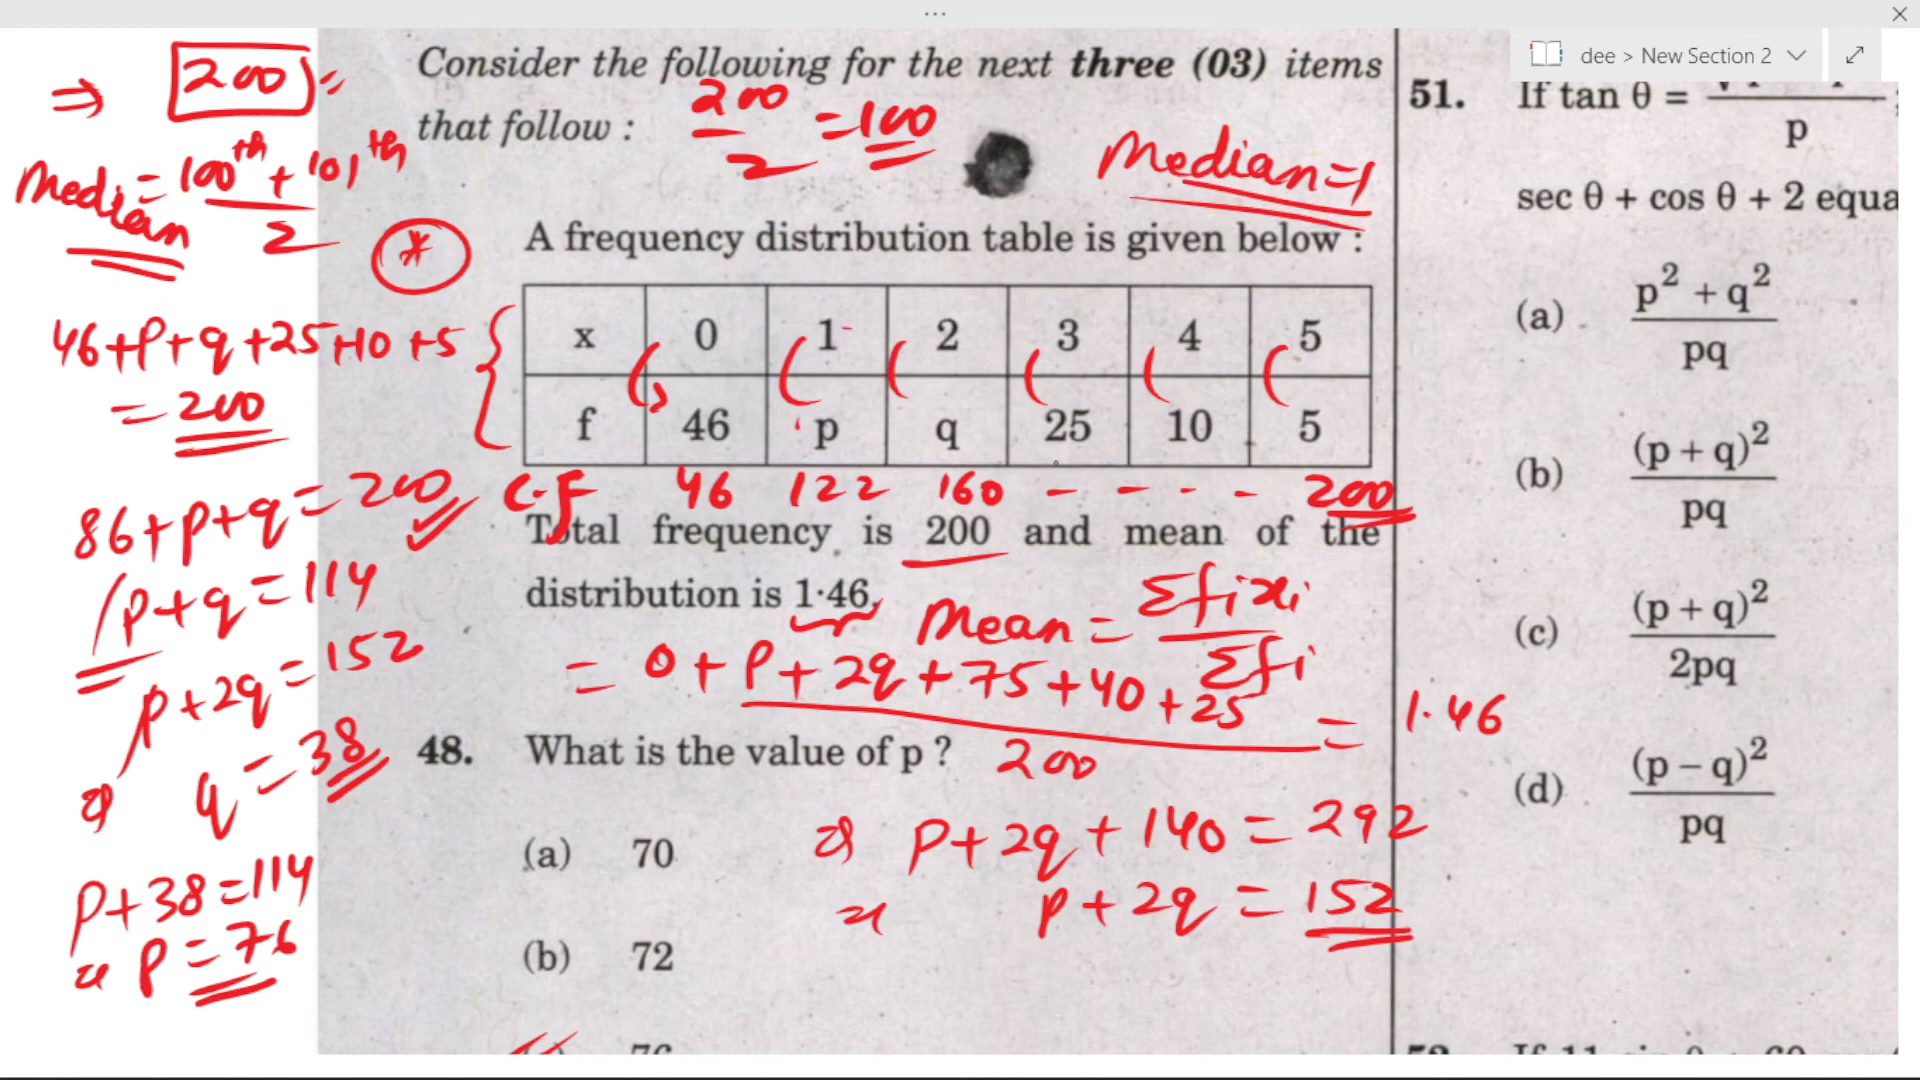 dee > New Section 2
⇒ 200 =
Median = 100th + 101th
2
46+p+q+25+10+5
= 200
86+p+q = 200
p+q = 114
p+2q = 152
q = 38
p+38 = 114
p = 76
Consider the following for the next three (03) items
that follow :
200
2
= 100
Median = 1
*
A frequency distribution table is given below :
x 0 1 2 3 4 5
f 46 p q 25 10 5
C.F 46 122 160 - - - - 200
Total frequency is 200 and mean of the
distribution is 1·46.
Mean = Σfixi
Σfi
= 0 + p + 2q + 75 + 40 + 25 = 1.46
200
48. What is the value of p ?
(a) 70
⇒ p + 2q + 140 = 292
p + 2q = 152
(b) 72
76
51. If tan θ =
p
sec θ + cos θ + 2 equa
(a) p² + q²
pq
(b) (p + q)²
pq
(c) (p + q)²
2pq
(d) (p – q)²
pq